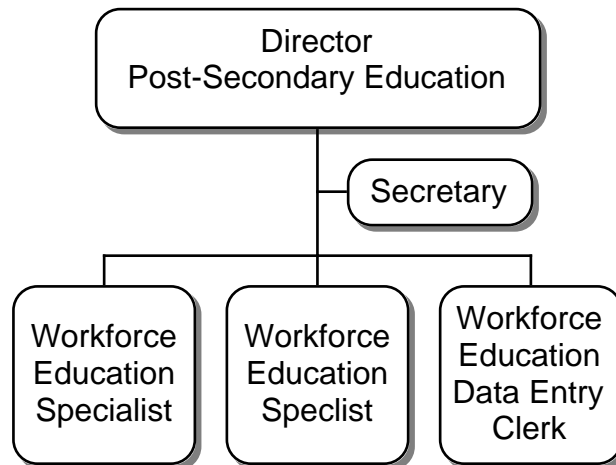 Director
Post-Secondary Education
Secretary
Workforce
Education
Specialist
Workforce
Education
Speclist
Workforce
Education
Data Entry
Clerk